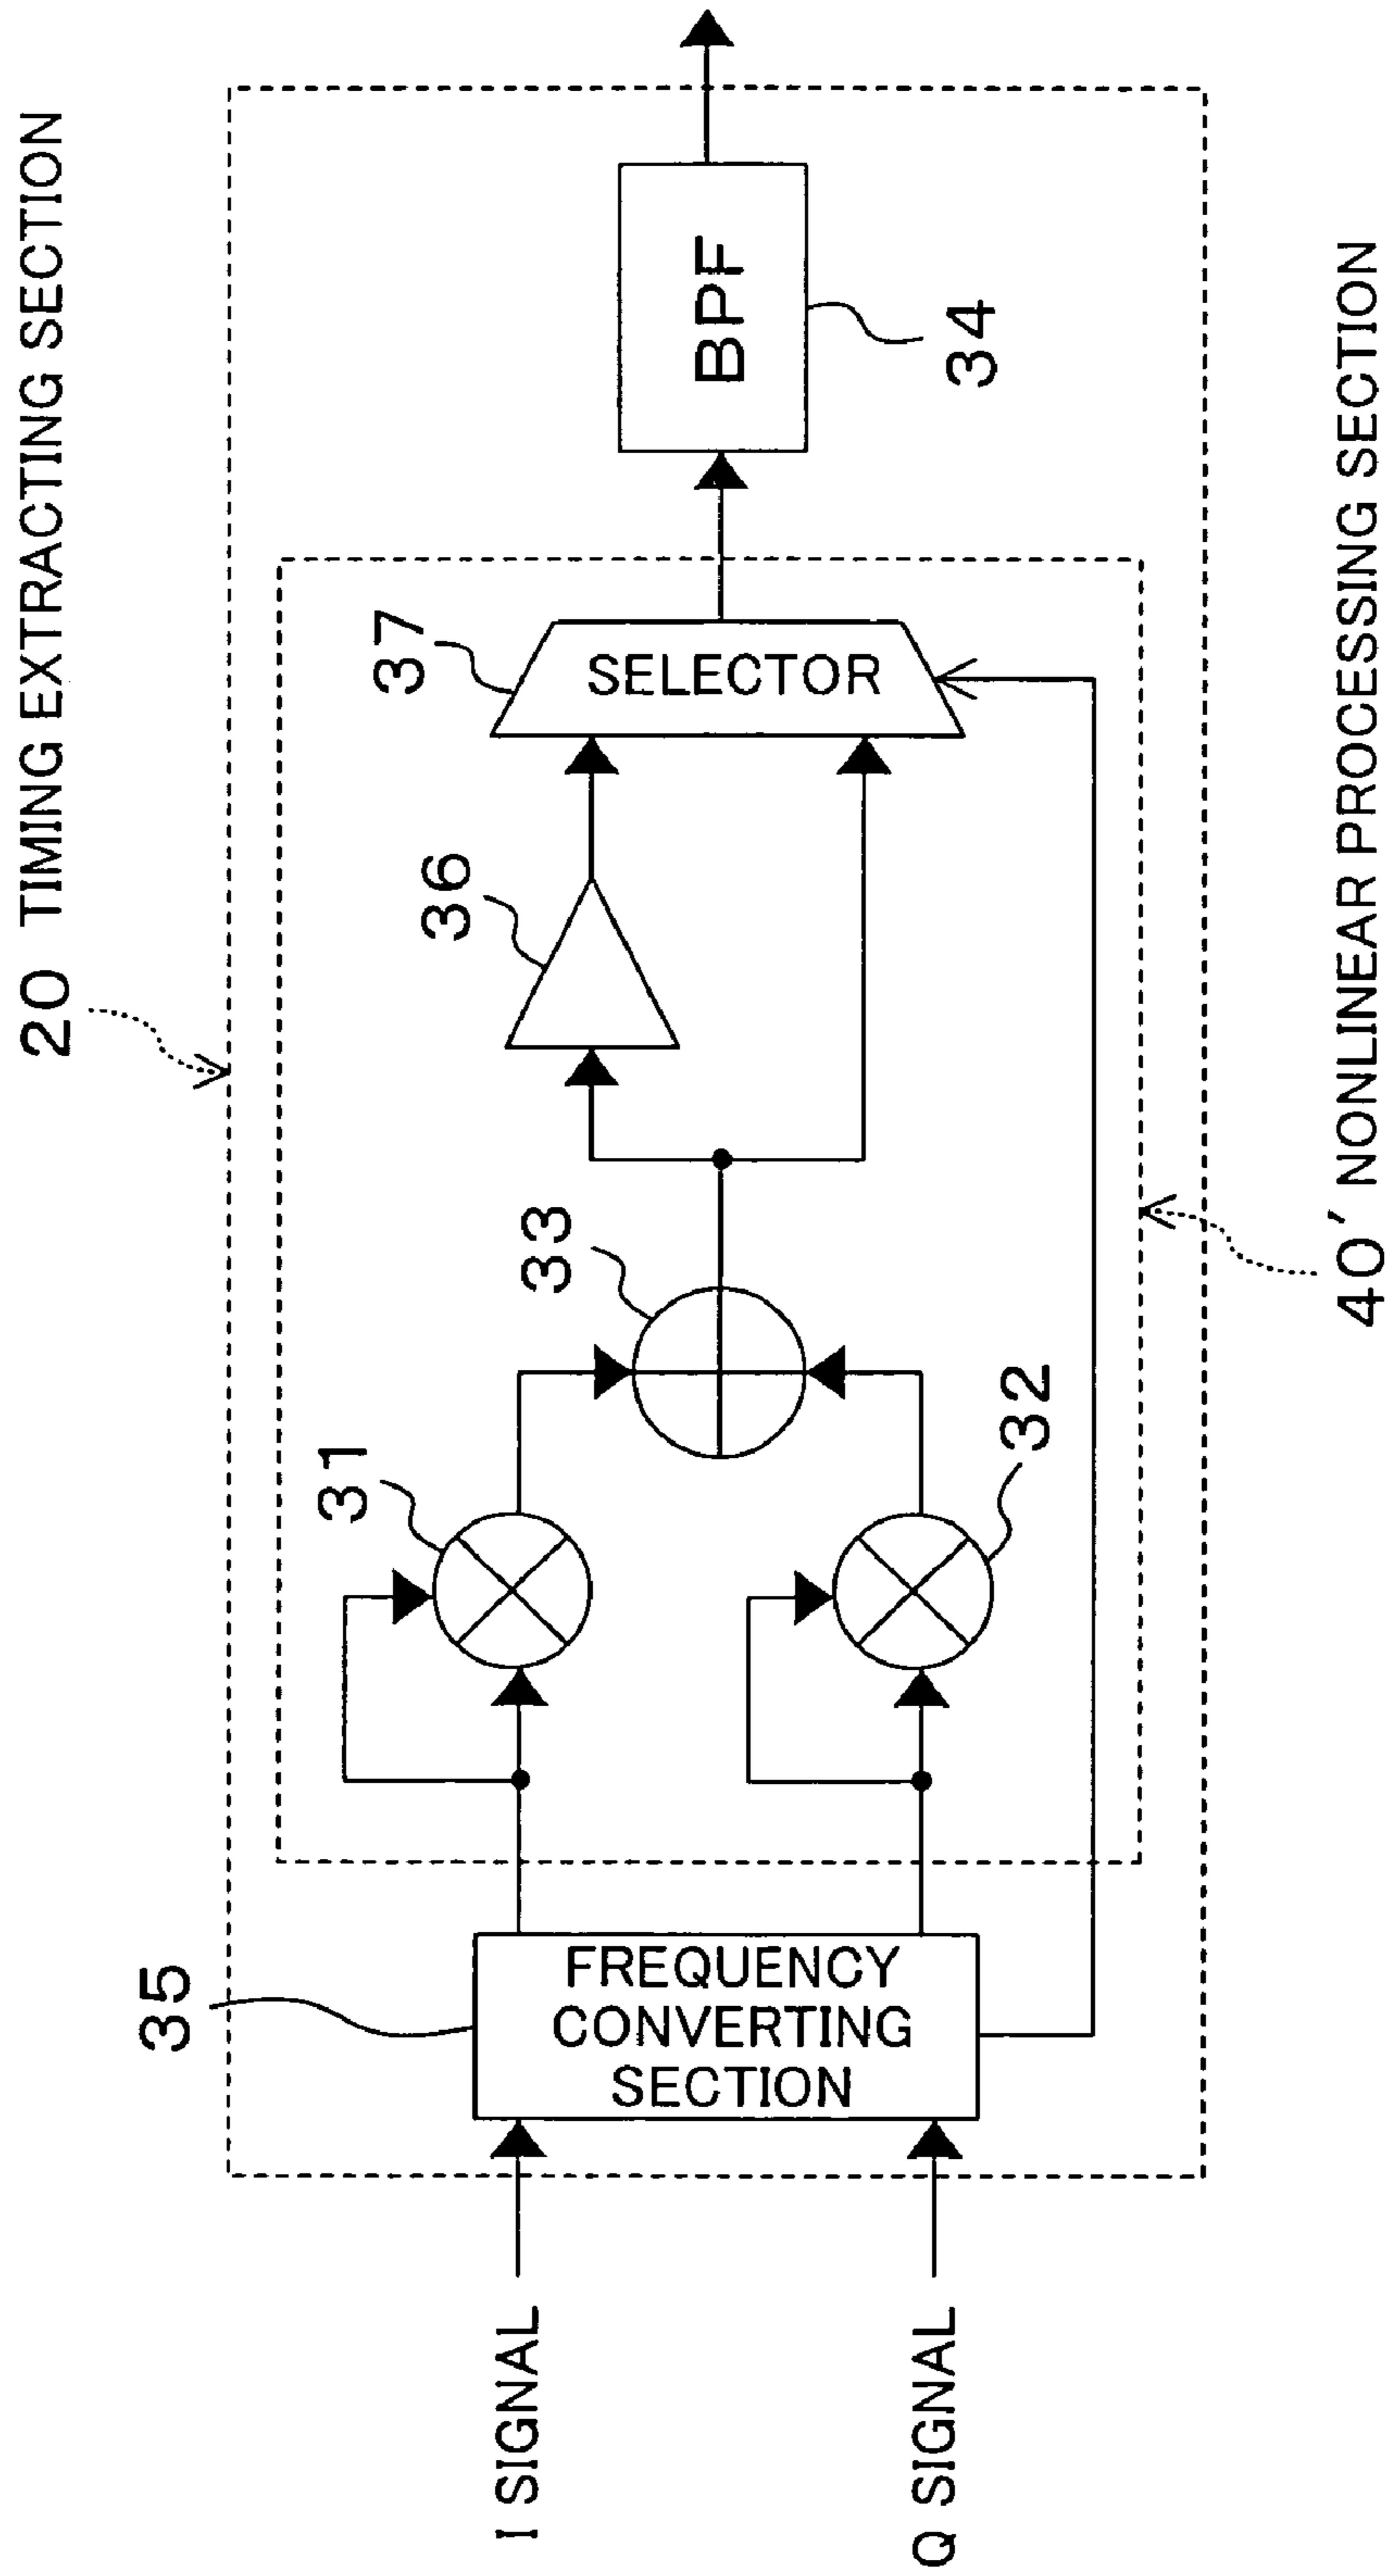 20 TIMING EXTRACTING SECTION
35
I SIGNAL
Q SIGNAL
FREQUENCY
CONVERTING
SECTION
31
32
33
36
37
SELECTOR
BPF
34
40' NONLINEAR PROCESSING SECTION